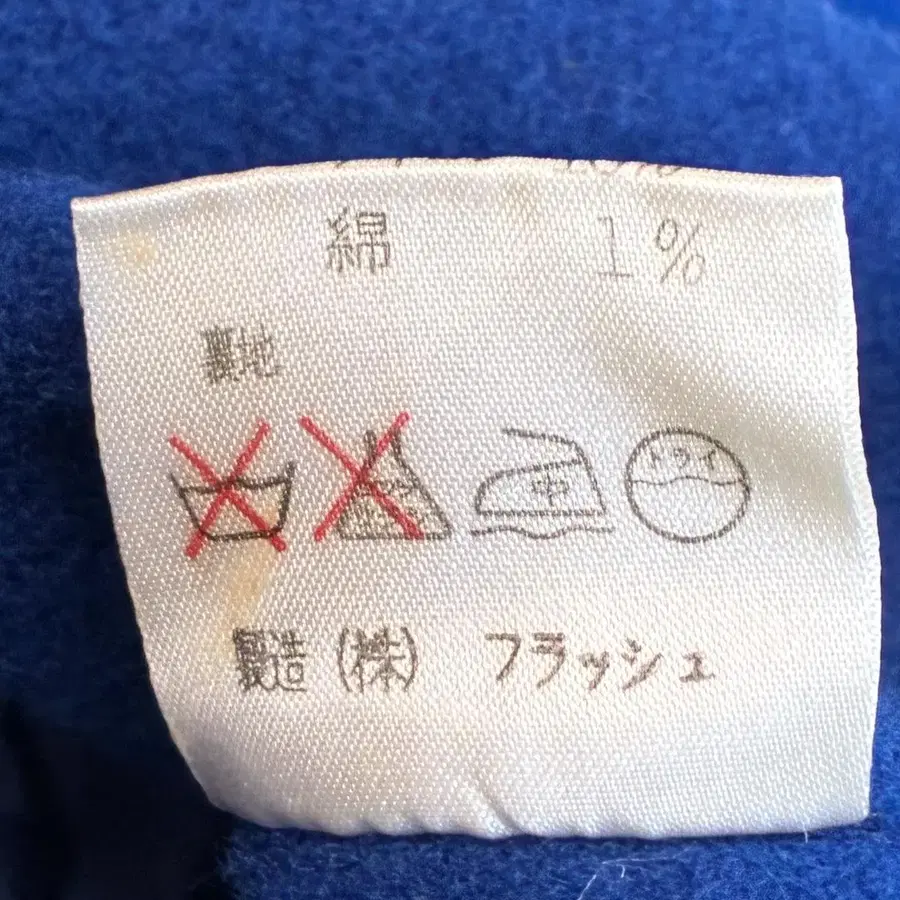 綿 1%
裏地
中 ドライ
製造(株) フラッシュ